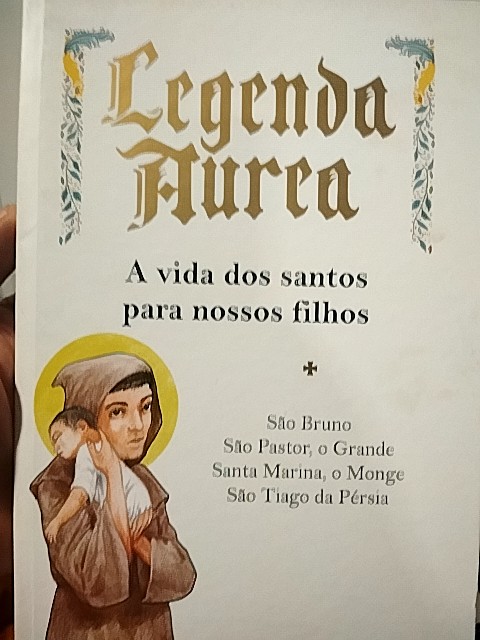 Legenda
Aurea
A vida dos santos
para nossos filhos
São Bruno
São Pastor, o Grande
Santa Marina, o Monge
São Tiago da Pérsia